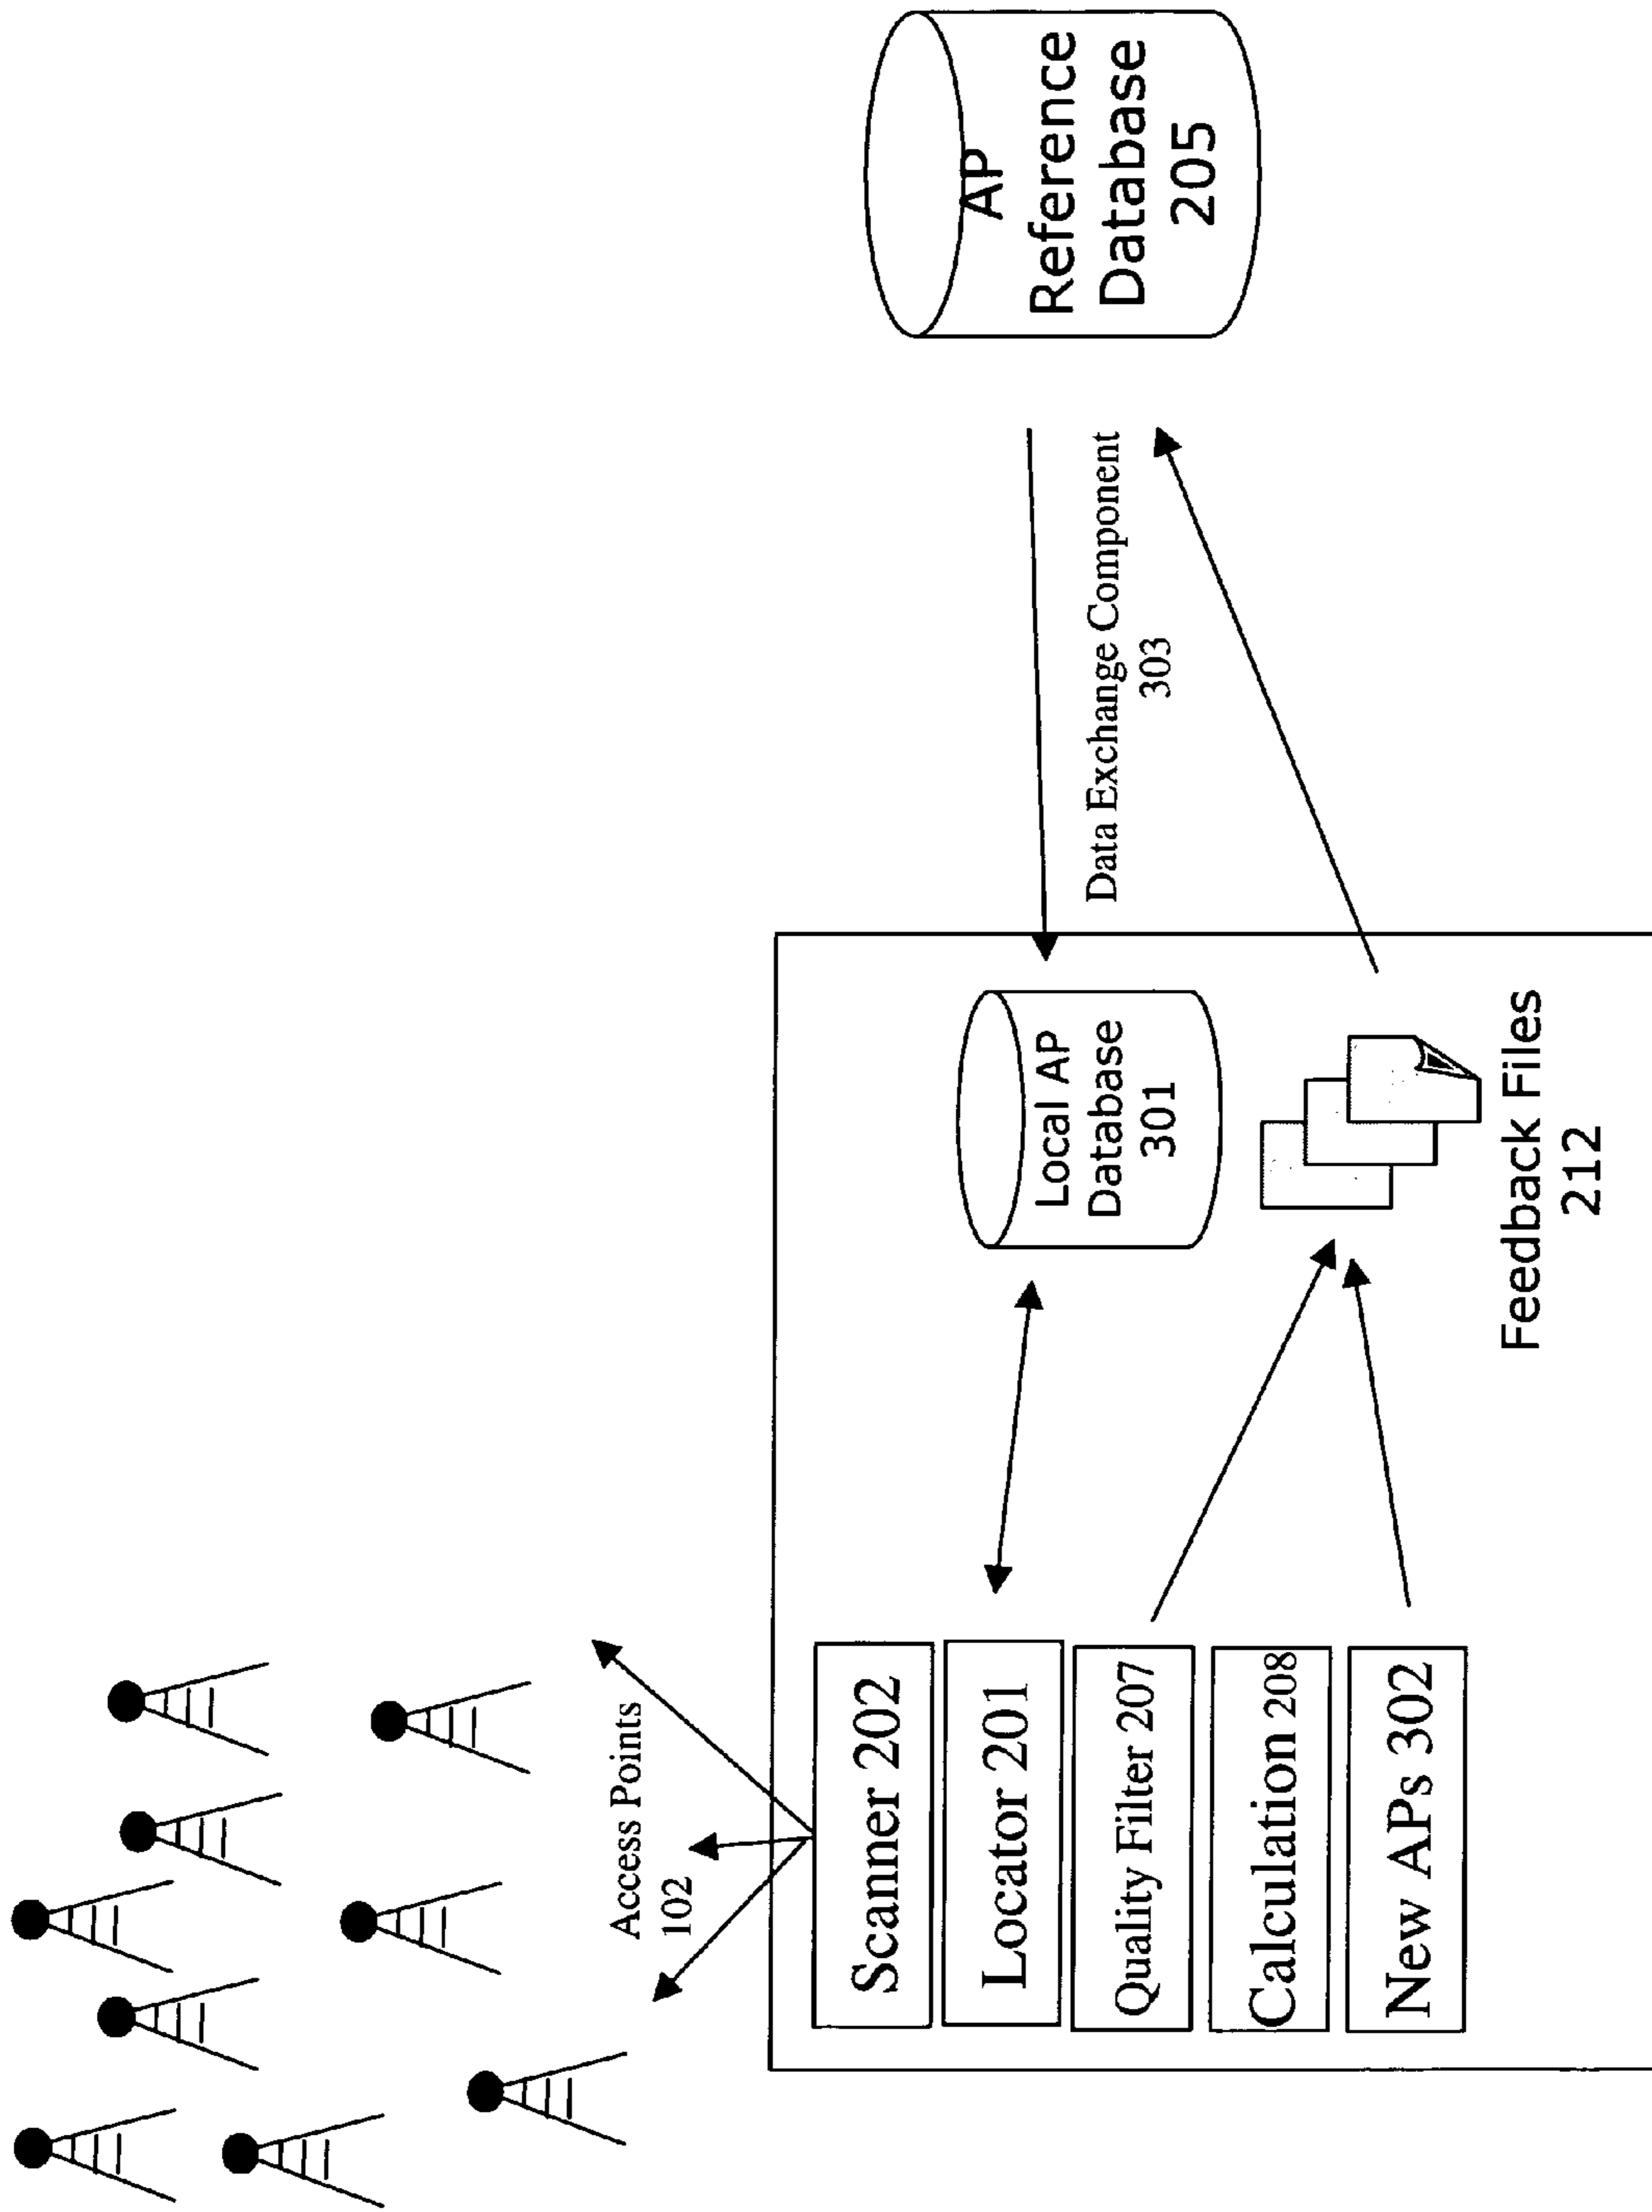 Access Points
102
Scanner 202
Locator 201
Quality Filter 207
Calculation 208
New APs 302
Local AP
Database
301
Feedback Files
212
Data Exchange Component
303
AP
Reference
Database
205